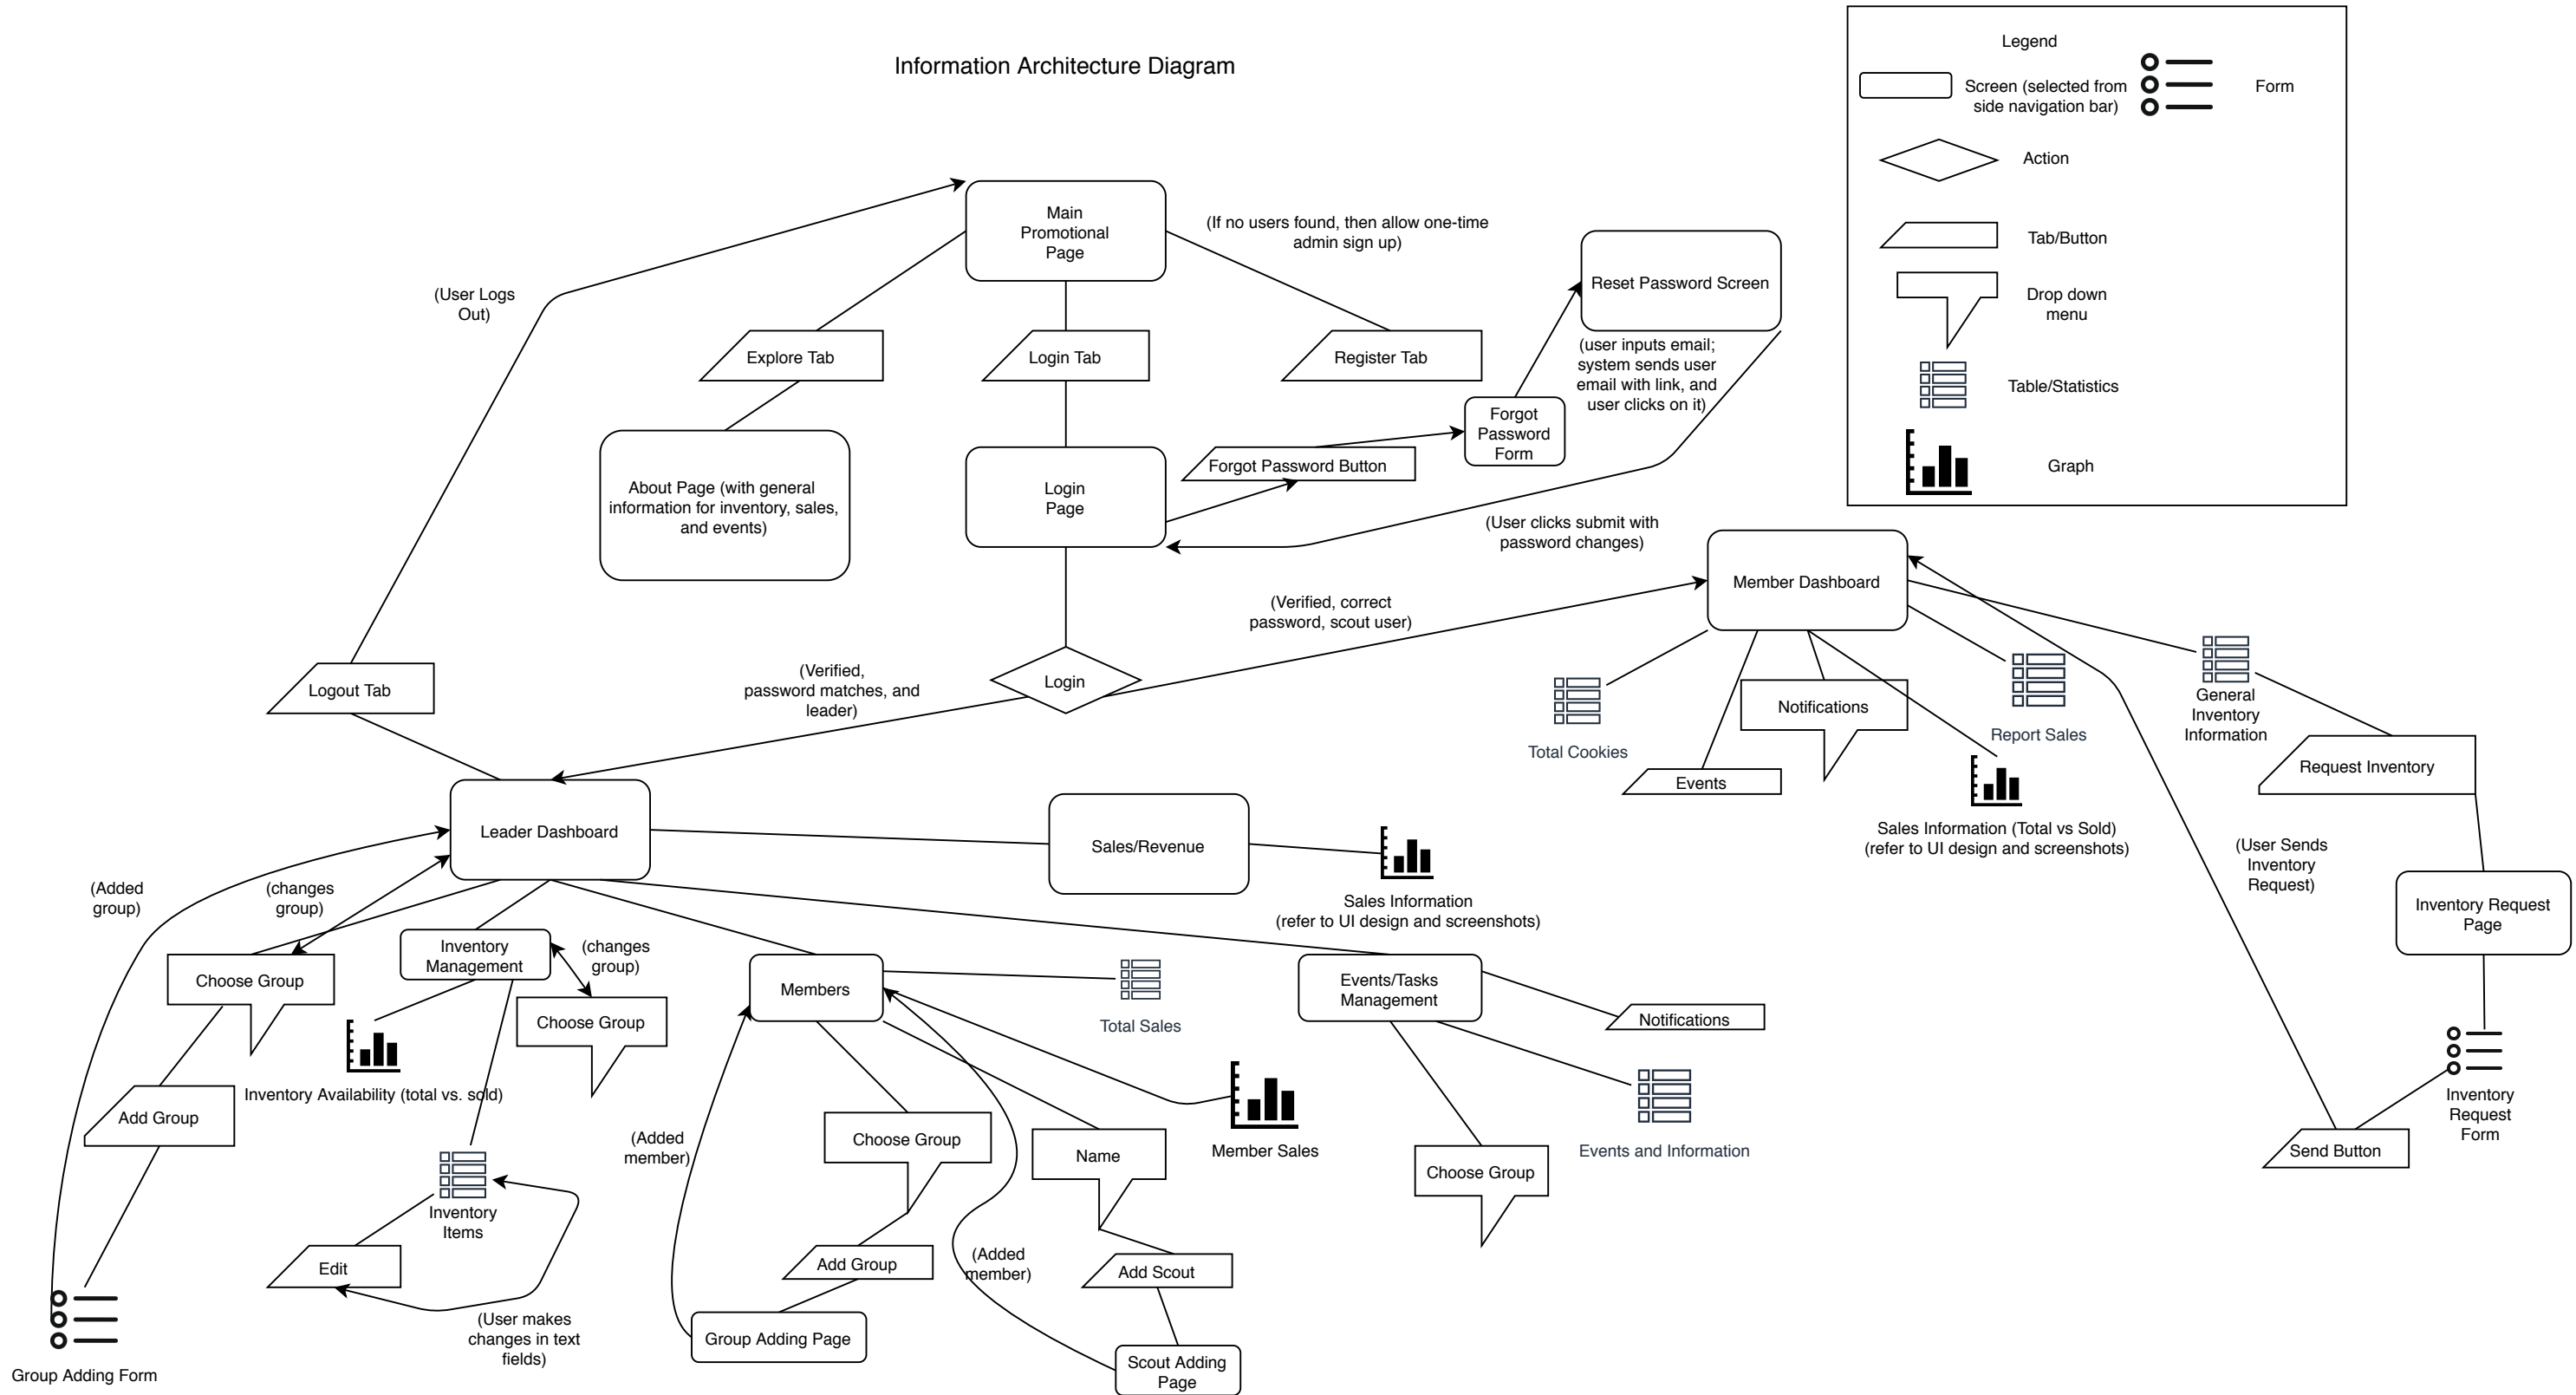 Information Architecture Diagram
Legend
Screen (selected from
side navigation bar)
Form
Action
Tab/Button
Drop down
menu
Table/Statistics
Graph
Main
Promotional
Page
(If no users found, then allow one-time
admin sign up)
(User Logs
Out)
Explore Tab
Login Tab
Register Tab
Reset Password Screen
(user inputs email;
system sends user
email with link, and
user clicks on it)
Forgot
Password
Form
Forgot Password Button
About Page (with general
information for inventory, sales,
and events)
Login
Page
(User clicks submit with
password changes)
Member Dashboard
(Verified, correct
password, scout user)
(Verified,
password matches, and
leader)
Login
Logout Tab
Total Cookies
Notifications
Events
Report Sales
General
Inventory
Information
Request Inventory
Sales Information (Total vs Sold)
(refer to UI design and screenshots)
(User Sends
Inventory
Request)
Inventory Request
Page
Inventory
Request
Form
Send Button
Leader Dashboard
Sales/Revenue
Sales Information
(refer to UI design and screenshots)
(Added
group)
(changes
group)
Choose Group
Inventory
Management
(changes
group)
Choose Group
Inventory Availability (total vs. sold)
Add Group
Inventory
Items
Edit
(User makes
changes in text
fields)
Group Adding Form
Members
Total Sales
Member Sales
(Added
member)
Choose Group
Name
Add Group
(Added
member)
Add Scout
Group Adding Page
Scout Adding
Page
Events/Tasks
Management
Notifications
Events and Information
Choose Group